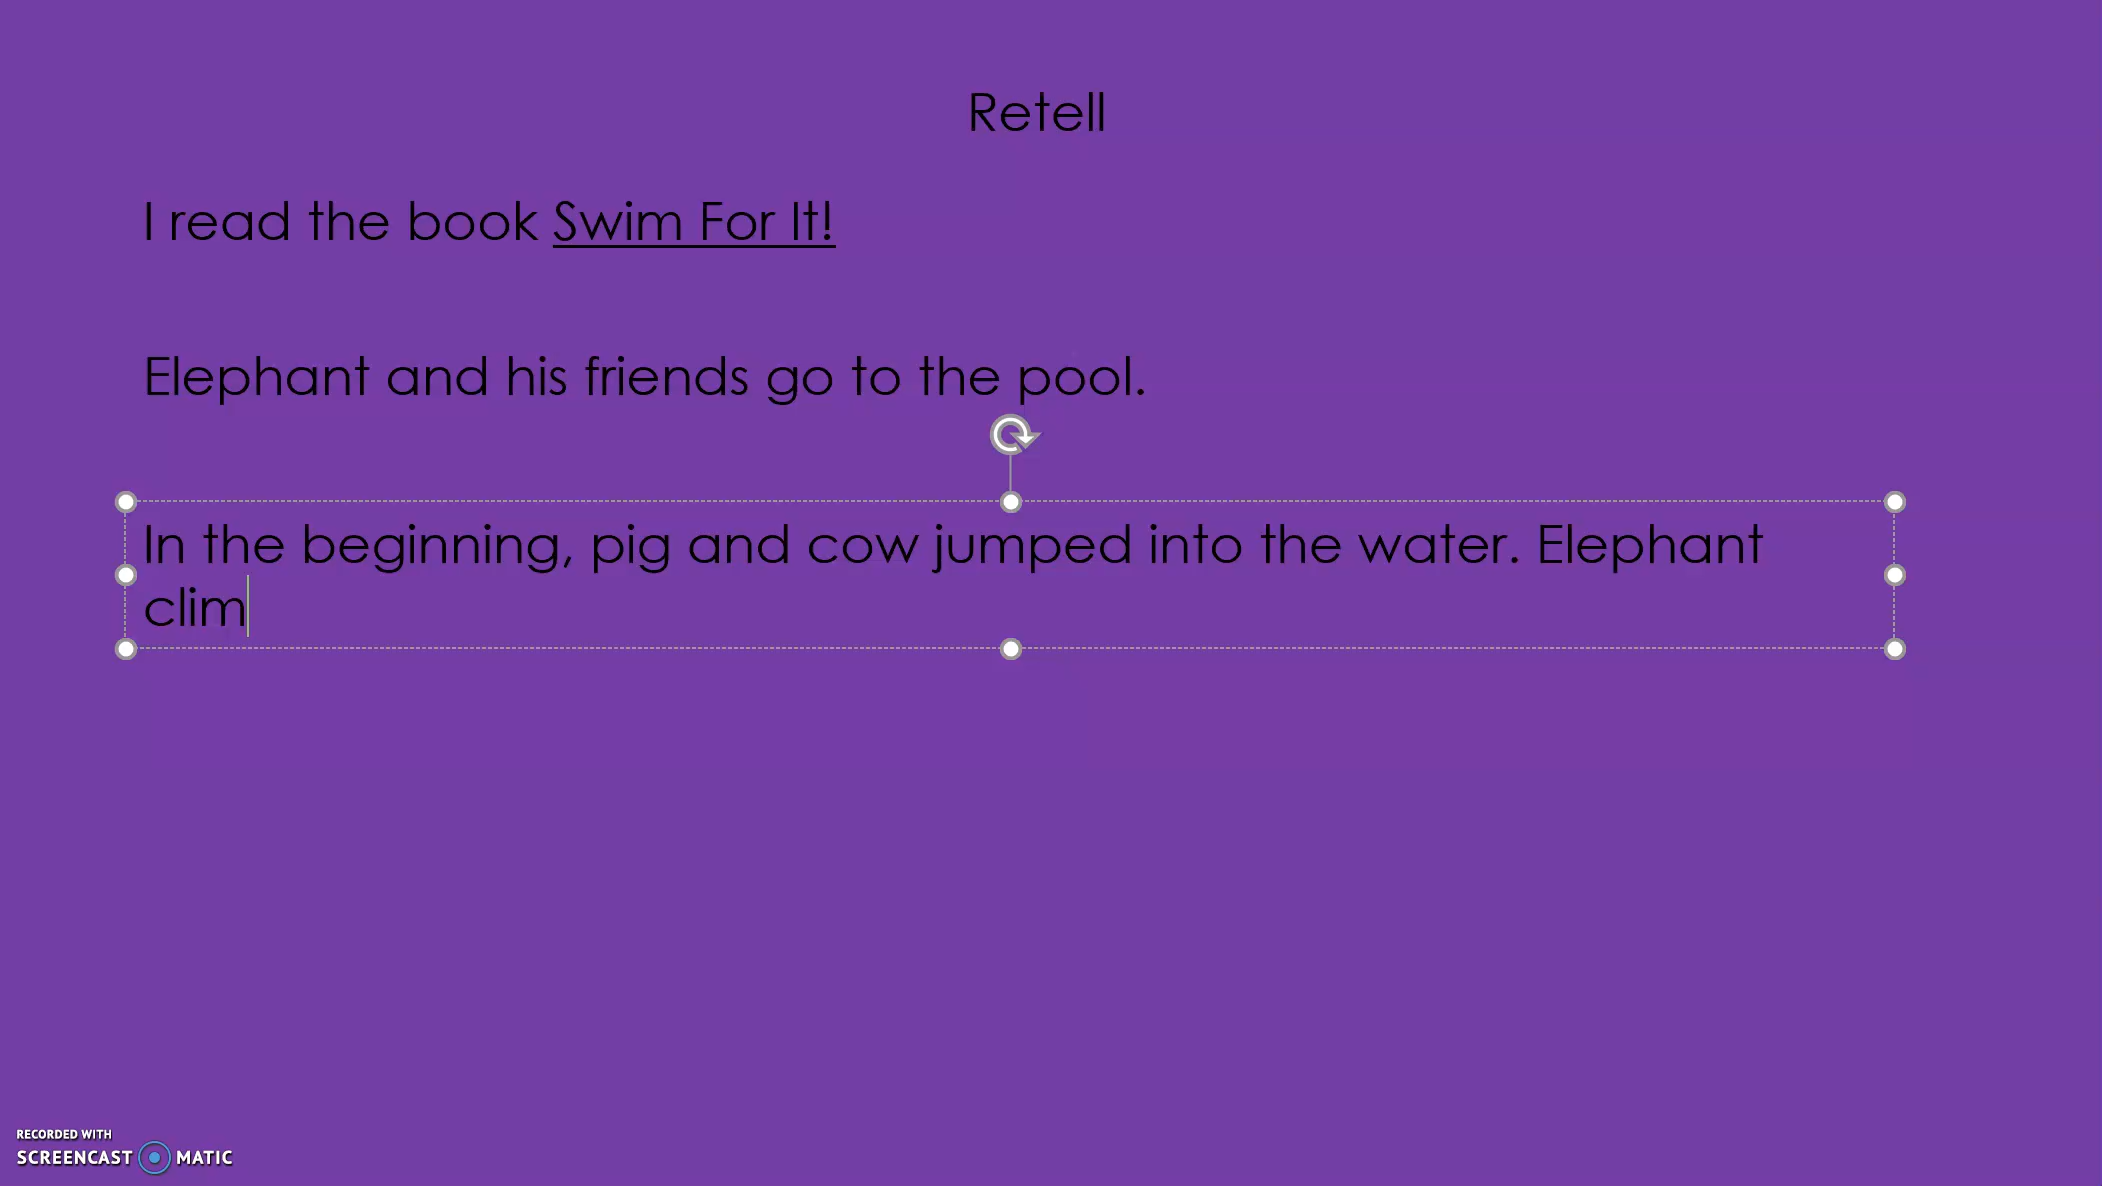 Retell
I read the book Swim For It!
Elephant and his friends go to the pool.
In the beginning, pig and cow jumped into the water. Elephant
clim
RECORDED WITH
SCREENCAST MATIC